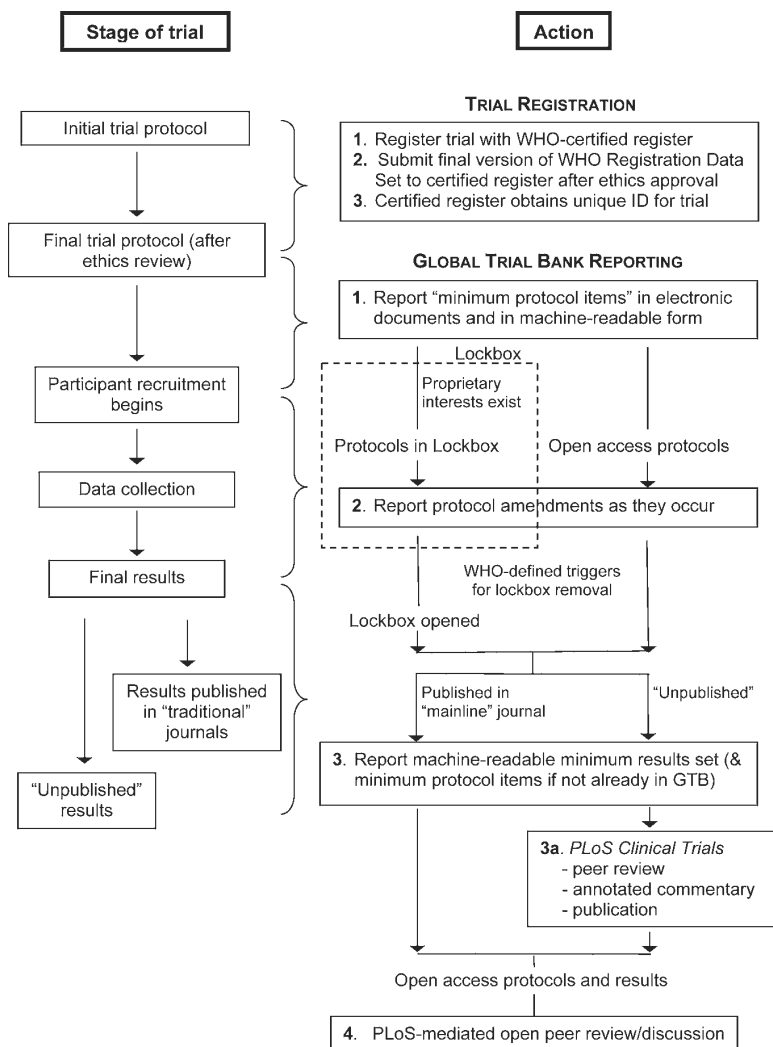 Stage of trial
Action
Initial trial protocol
Final trial protocol (after
ethics review)
Participant recruitment
begins
Data collection
Final results
Results published
in “traditional”
journals
“Unpublished”
results
TRIAL REGISTRATION
1. Register trial with WHO-certified register
2. Submit final version of WHO Registration Data
Set to certified register after ethics approval
3. Certified register obtains unique ID for trial
GLOBAL TRIAL BANK REPORTING
1. Report “minimum protocol items” in electronic
documents and in machine-readable form
Lockbox
Proprietary
interests exist
Protocols in Lockbox
Open access protocols
2. Report protocol amendments as they occur
WHO-defined triggers
for lockbox removal
Lockbox opened
Published in
“mainline” journal
“Unpublished”
3. Report machine-readable minimum results set (&
minimum protocol items if not already in GTB)
3a. PLoS Clinical Trials
- peer review
- annotated commentary
- publication
Open access protocols and results
4. PLoS-mediated open peer review/discussion